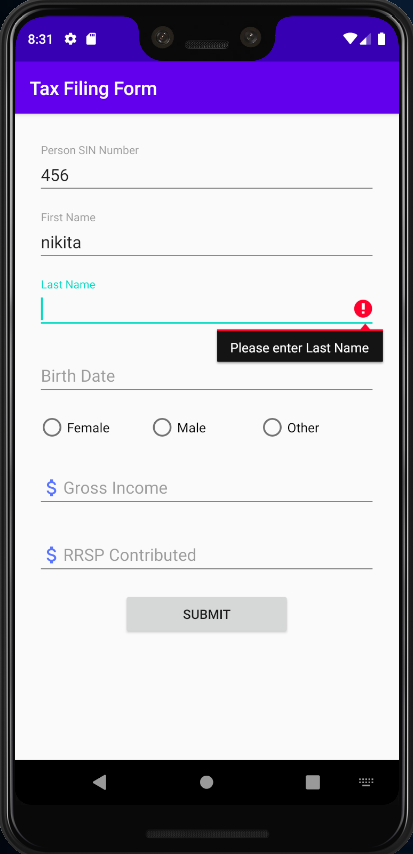 8:31
Tax Filing Form
Person SIN Number
456
First Name
nikita
Last Name
Please enter Last Name
Birth Date
Female Male Other
$ Gross Income
$ RRSP Contributed
SUBMIT